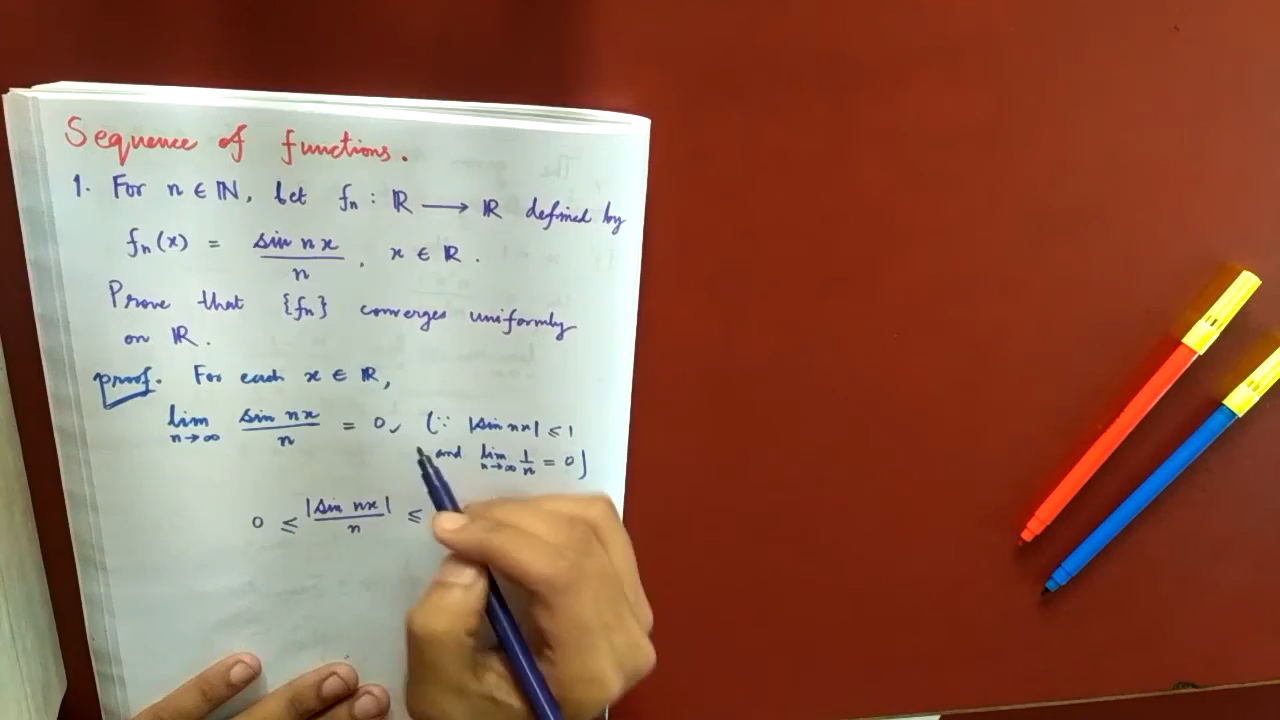 Sequence of functions.
1. For n ∈ ℕ, let fₙ : ℝ ⟶ ℝ defined by
fₙ(x) = sin nx / n , x ∈ ℝ.
Prove that {fₙ} converges uniformly
on ℝ.
proof. For each x ∈ ℝ,
lim n→∞ sin nx / n = 0, (∵ |sin nx| ≤ 1
and lim n→∞ 1/n = 0)
0 ≤ |sin nx| / n ≤